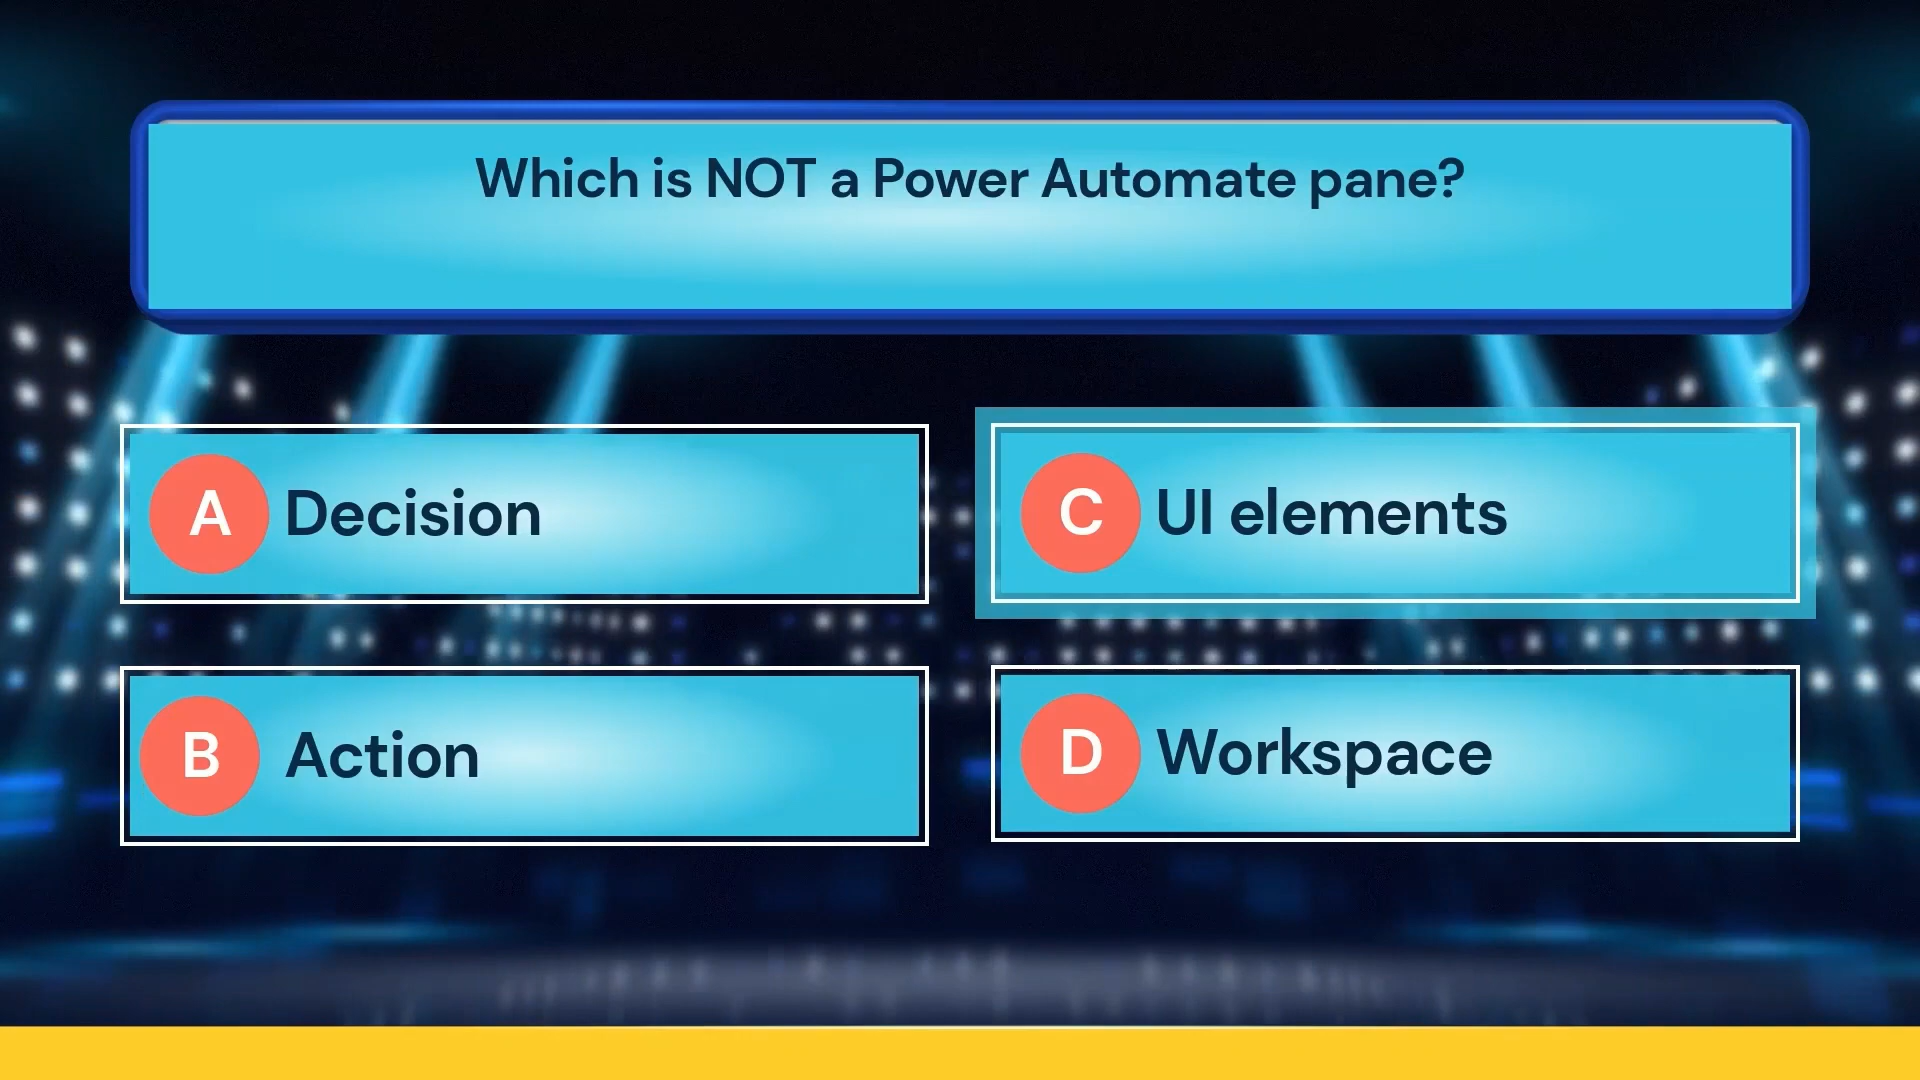 Which is NOT a Power Automate pane?
A Decision
B Action
C UI elements
D Workspace